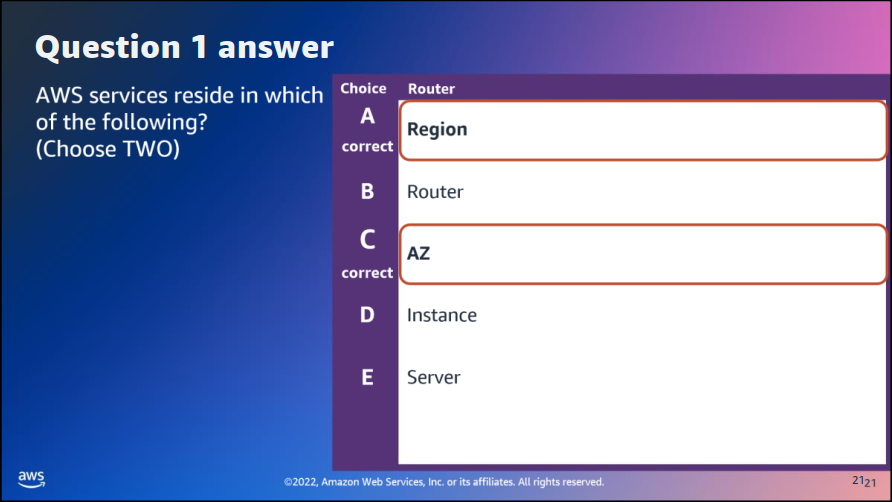 Question 1 answer
AWS services reside in which
of the following?
(Choose TWO)
Choice Router
A
correct
Region
B Router
C
correct
AZ
D Instance
E Server
aws
©2022, Amazon Web Services, Inc. or its affiliates. All rights reserved.
21 21